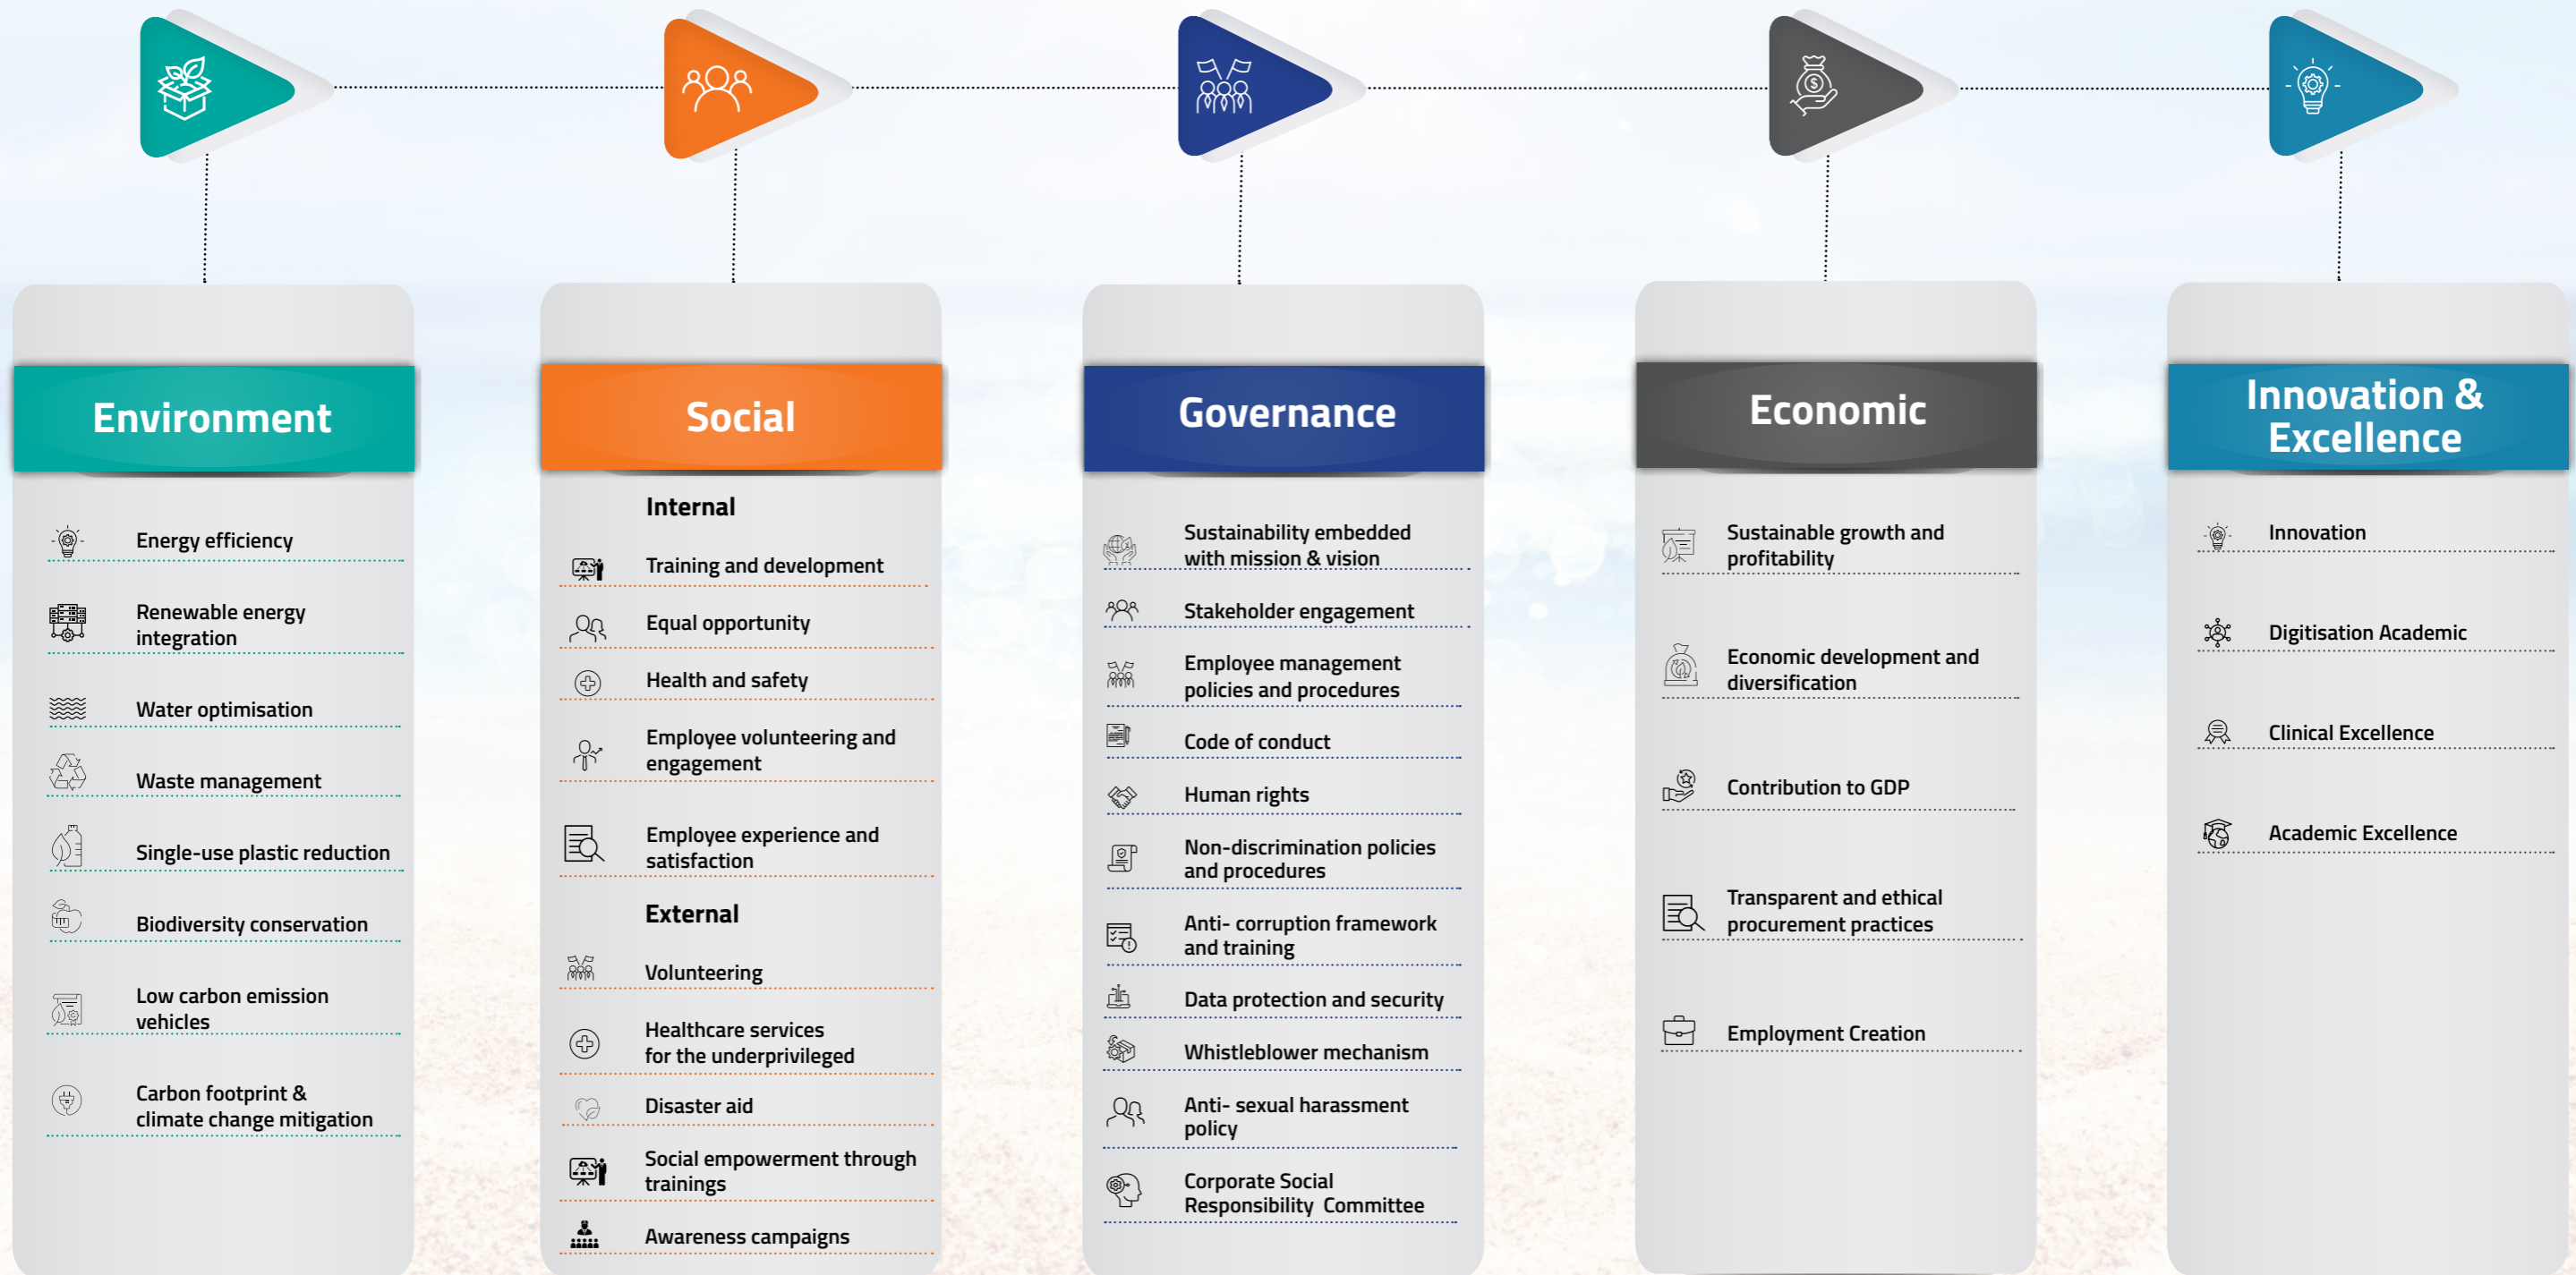 Environment
Energy efficiency
Renewable energy
integration
Water optimisation
Waste management
Single-use plastic reduction
Biodiversity conservation
Low carbon emission
vehicles
Carbon footprint &
climate change mitigation
Social
Internal
Training and development
Equal opportunity
Health and safety
Employee volunteering and
engagement
Employee experience and
satisfaction
External
Volunteering
Healthcare services
for the underprivileged
Disaster aid
Social empowerment through
trainings
Awareness campaigns
Governance
Sustainability embedded
with mission & vision
Stakeholder engagement
Employee management
policies and procedures
Code of conduct
Human rights
Non-discrimination policies
and procedures
Anti- corruption framework
and training
Data protection and security
Whistleblower mechanism
Anti- sexual harassment
policy
Corporate Social
Responsibility Committee
Economic
Sustainable growth and
profitability
Economic development and
diversification
Contribution to GDP
Transparent and ethical
procurement practices
Employment Creation
Innovation &
Excellence
Innovation
Digitisation Academic
Clinical Excellence
Academic Excellence